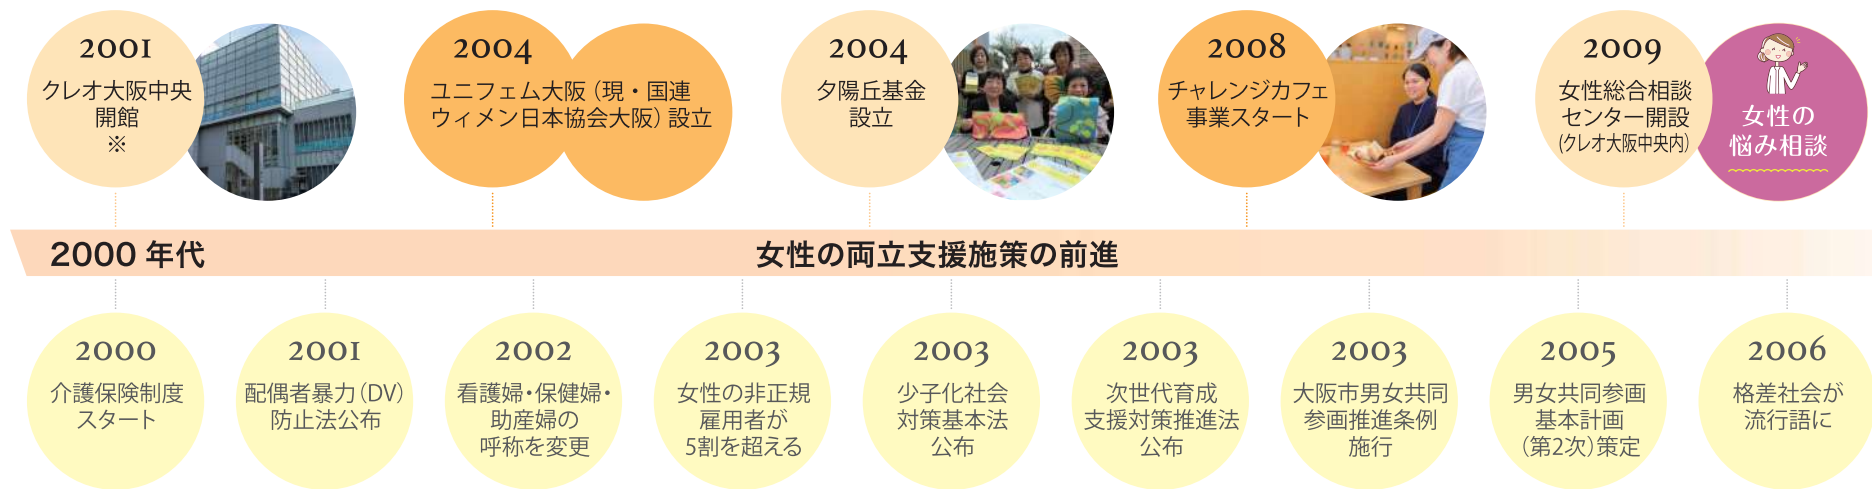 2001
クレオ大阪中央
開館
※
2004
ユニフェム大阪（現・国連
ウィメン日本協会大阪）設立
2004
夕陽丘基金
設立
2008
チャレンジカフェ
事業スタート
2009
女性総合相談
センター開設
(クレオ大阪中央内)
女性の
悩み相談
2000 年代
女性の両立支援施策の前進
2000
介護保険制度
スタート
2001
配偶者暴力（DV）
防止法公布
2002
看護婦・保健婦・
助産婦の
呼称を変更
2003
女性の非正規
雇用者が
5割を超える
2003
少子化社会
対策基本法
公布
2003
次世代育成
支援対策推進法
公布
2003
大阪市男女共同
参画推進条例
施行
2005
男女共同参画
基本計画
（第2次）策定
2006
格差社会が
流行語に